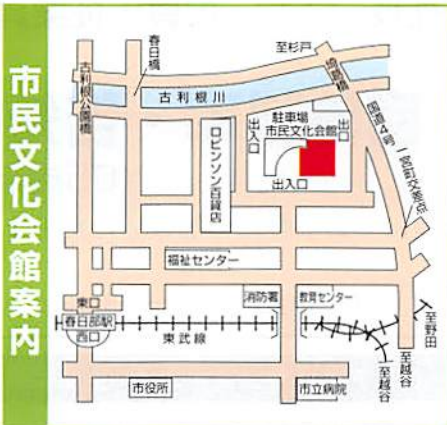 市民文化会館案内
春日橋
古利根公園橋
至杉戸
埼葛橋
古利根川
国道4号
一宮町交差点
駐車場
市民文化会館
出入口
出口
出入口
ロビンソン百貨店
福祉センター
消防署
教育センター
東口
春日部駅
西口
東武線
至野田
至越谷
至越谷
市役所
市立病院